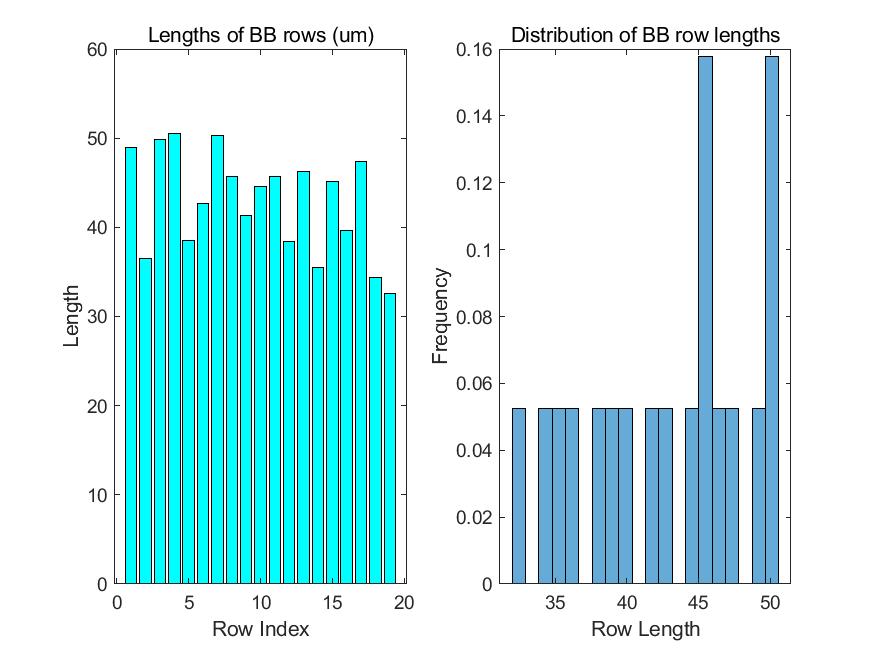 Lengths of BB rows (um)
60
50
40
30
20
10
0
Length
0 5 10 15 20
Row Index
Distribution of BB row lengths
0.16
0.14
0.12
0.1
0.08
0.06
0.04
0.02
0
Frequency
35 40 45 50
Row Length